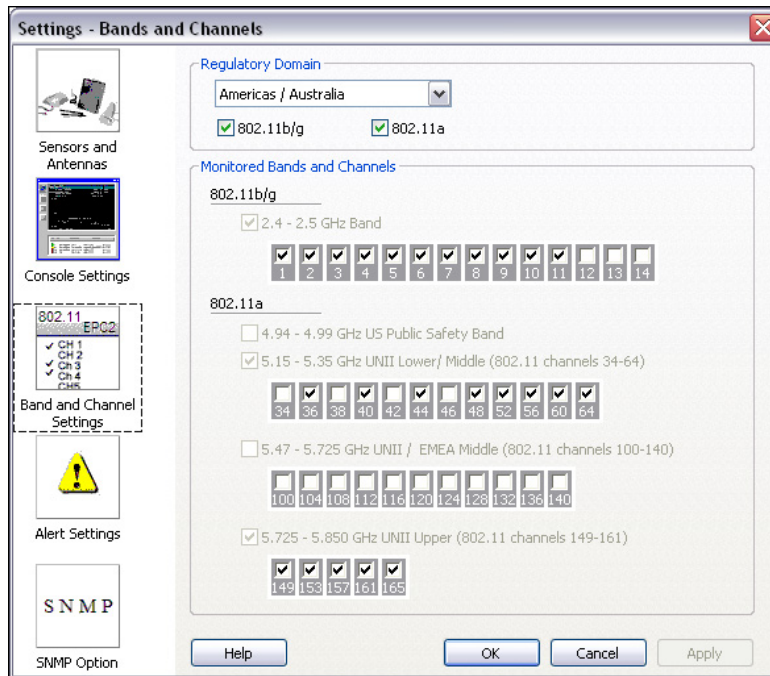 Settings - Bands and Channels
Sensors and
Antennas
Console Settings
802.11
EPC2
CH 1
CH 2
Ch 3
Ch 4
CH5
Band and Channel
Settings
Alert Settings
SNMP
SNMP Option
Regulatory Domain
Americas / Australia
802.11b/g
802.11a
Monitored Bands and Channels
802.11b/g
2.4 - 2.5 GHz Band
1 2 3 4 5 6 7 8 9 10 11 12 13 14
802.11a
4.94 - 4.99 GHz US Public Safety Band
5.15 - 5.35 GHz UNII Lower/ Middle (802.11 channels 34-64)
34 36 38 40 42 44 46 48 52 56 60 64
5.47 - 5.725 GHz UNII / EMEA Middle (802.11 channels 100-140)
100 104 108 112 116 120 124 128 132 136 140
5.725 - 5.850 GHz UNII Upper (802.11 channels 149-161)
149 153 157 161 165
Help
OK
Cancel
Apply